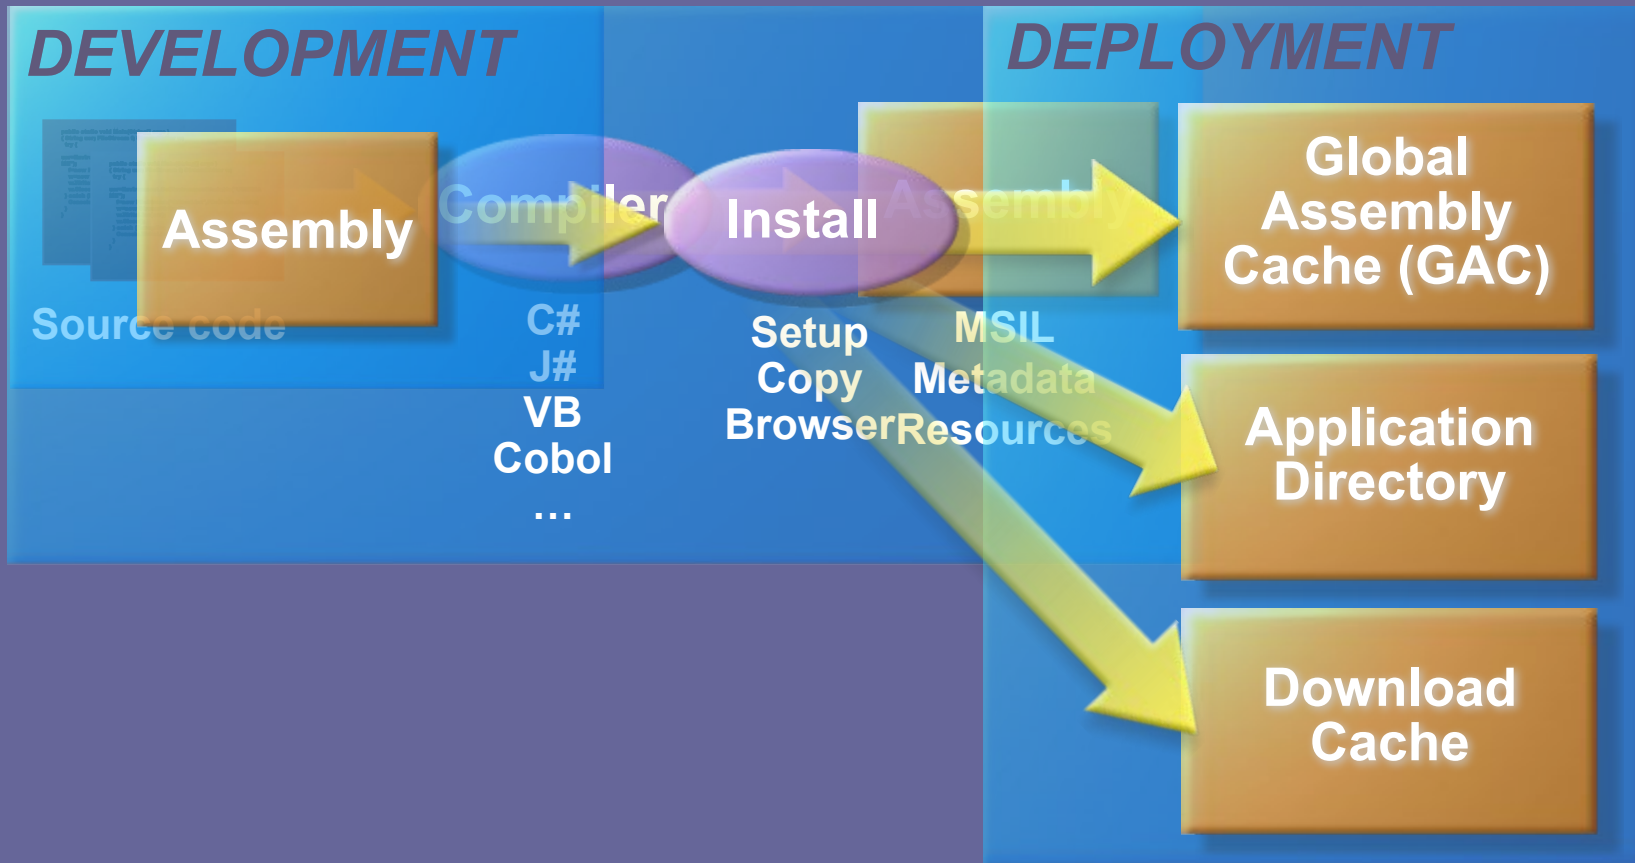 DEVELOPMENT
DEPLOYMENT
Assembly
Source code
Compiler
C#
J#
VB
Cobol
…
Install
Setup
Copy
Browser
Assembly
MSIL
Metadata
Resources
Global
Assembly
Cache (GAC)
Application
Directory
Download
Cache